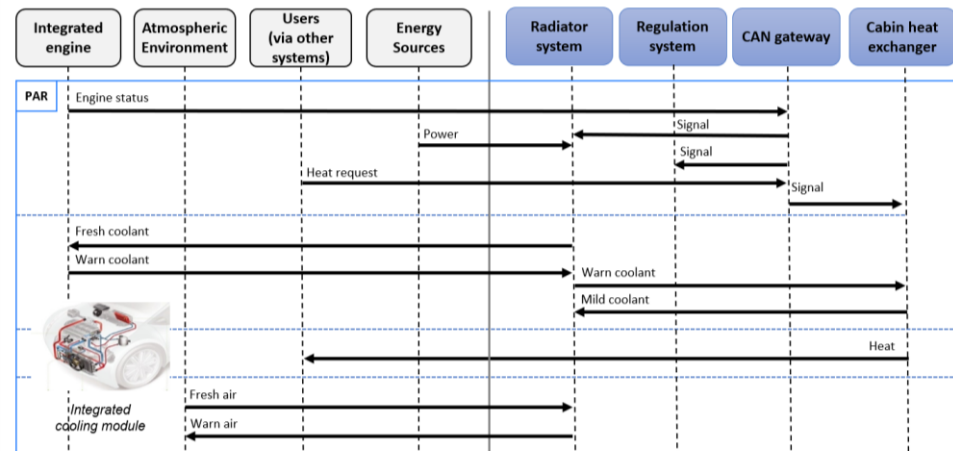 Integrated
engine
Atmospheric
Environment
Users
(via other
systems)
Energy
Sources
Radiator
system
Regulation
system
CAN gateway
Cabin heat
exchanger
PAR
Engine status
Signal
Power
Signal
Heat request
Signal
Fresh coolant
Warn coolant
Warn coolant
Mild coolant
Heat
Fresh air
Integrated
cooling module
Warn air